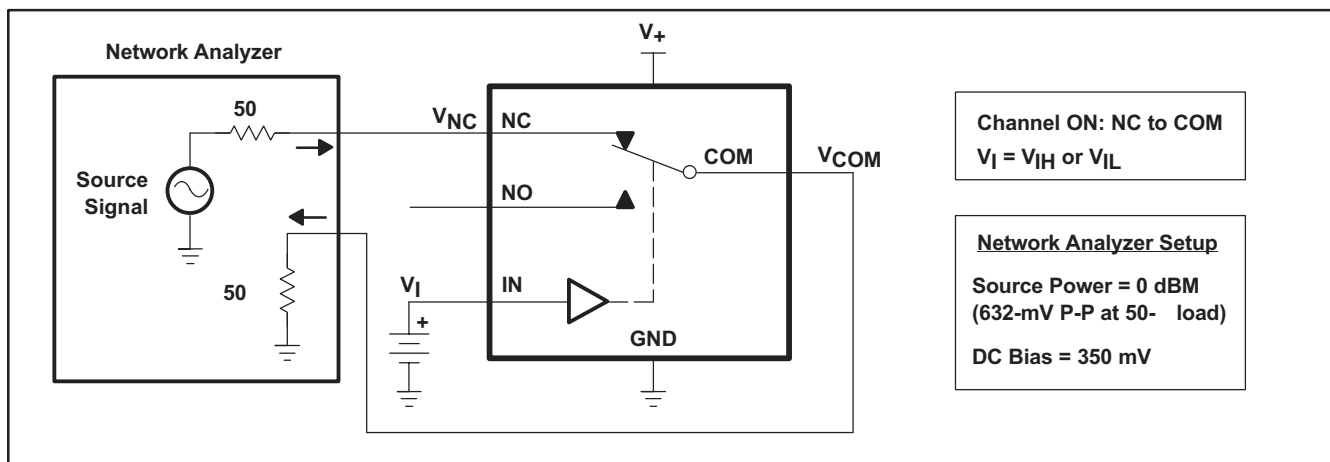 Network Analyzer
50
Source
Signal
50
V+
VNC
NC
COM
VCOM
NO
VI
IN
+
GND
Channel ON: NC to COM
VI = VIH or VIL
Network Analyzer Setup
Source Power = 0 dBM
(632-mV P-P at 50- load)
DC Bias = 350 mV